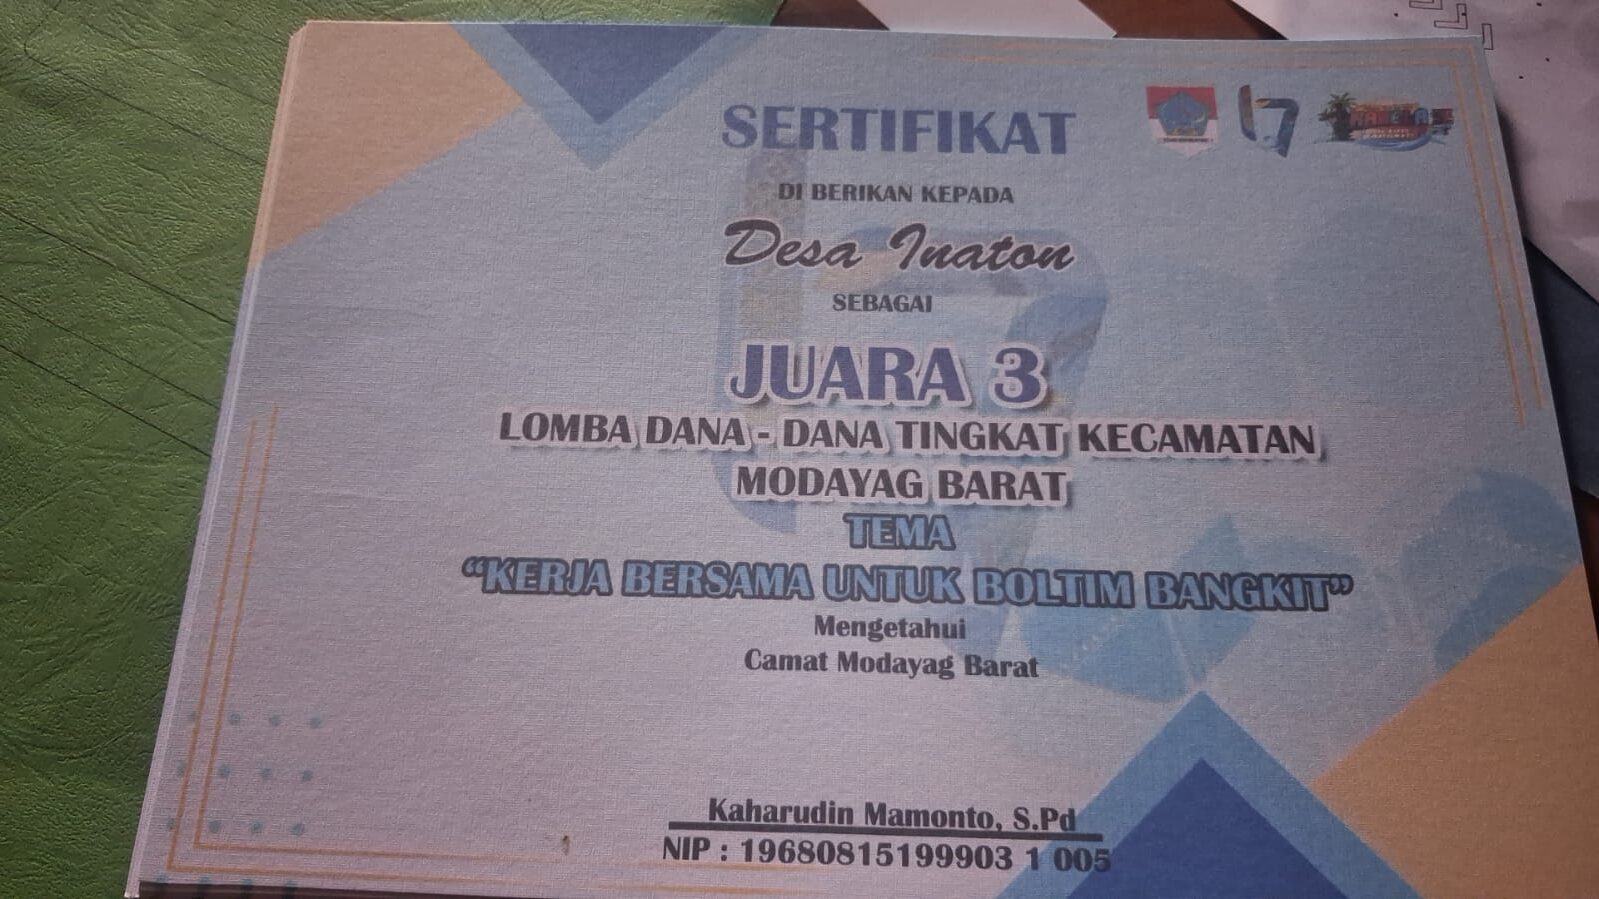 SERTIFIKAT
DI BERIKAN KEPADA
Desa Inaton
SEBAGAI
JUARA 3
LOMBA DANA - DANA TINGKAT KECAMATAN
MODAYAG BARAT
TEMA
“KERJA BERSAMA UNTUK BOLTIM BANGKIT”
Mengetahui
Camat Modayag Barat
Kaharudin Mamonto, S.Pd
NIP : 19680815199903 1 005